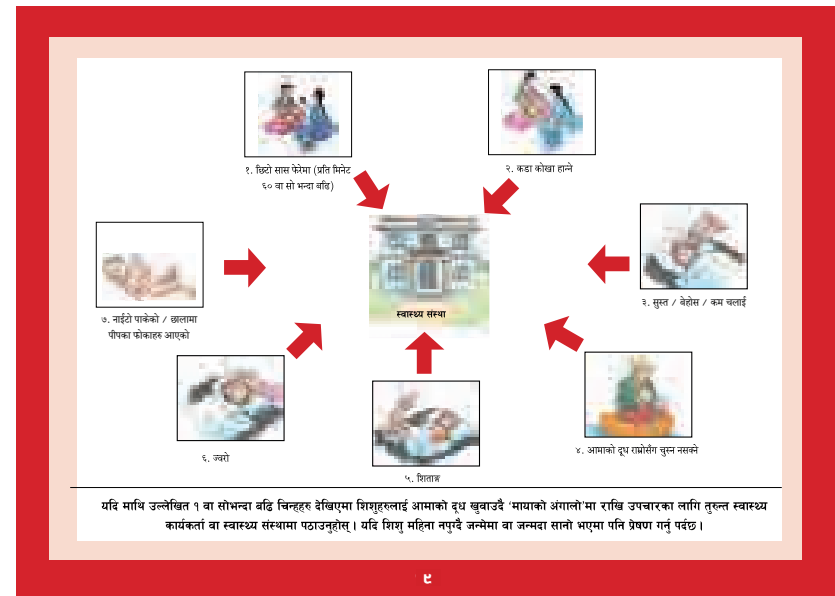 १. छिटो सास फेरेमा (प्रति मिनेट
६० वा सो भन्दा बढि)
२. कडा कोखा हान्ने
३. सुस्त / बेहोस / कम चलाई
४. आमाको दूध राम्रोसँग चुस्न नसक्ने
५. शिताङ्ग
६. ज्वरो
७. नाईटो पाकेको / छालामा
पीपका फोकाहरु आएको
स्वास्थ्य संस्था
यदि माथि उल्लेखित १ वा सोभन्दा बढि चिन्हहरु देखिएमा शिशुहरुलाई आमाको दूध खुवाउदै ‘मायाको अंगालो’मा राखि उपचारका लागि तुरुन्त स्वास्थ्य
कार्यकर्ता वा स्वास्थ्य संस्थामा पठाउनुहोस् । यदि शिशु महिना नपुग्दै जन्मेमा वा जन्मदा सानो भएमा पनि प्रेषण गर्नु पर्दछ ।
९